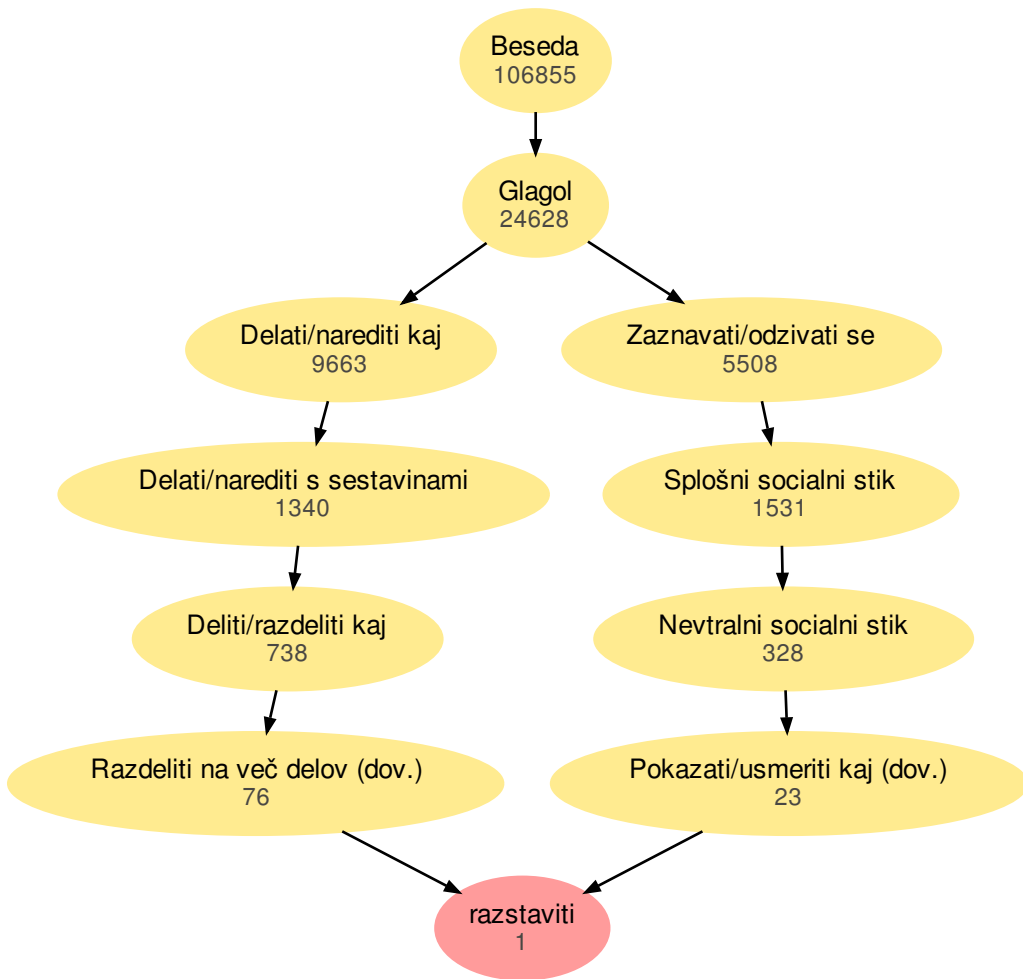 Beseda
106855
Glagol
24628
Delati/narediti kaj
9663
Zaznavati/odzivati se
5508
Delati/narediti s sestavinami
1340
Splošni socialni stik
1531
Deliti/razdeliti kaj
738
Nevtralni socialni stik
328
Razdeliti na več delov (dov.)
76
Pokazati/usmeriti kaj (dov.)
23
razstaviti
1